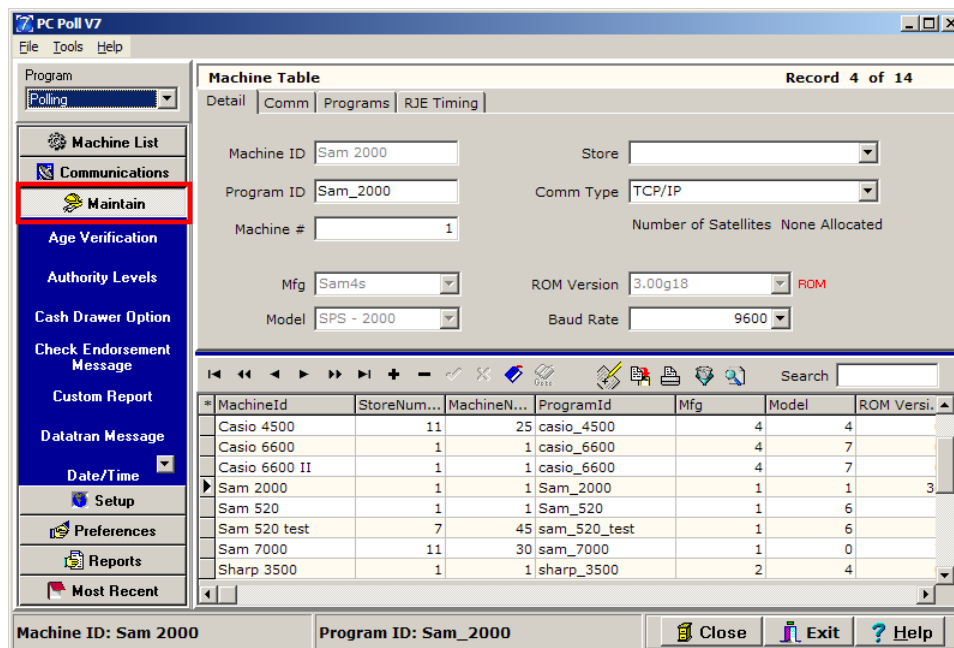 PC Poll V7
File Tools Help
Program
Polling
Machine List
Communications
Maintain
Age Verification
Authority Levels
Cash Drawer Option
Check Endorsement
Message
Custom Report
Datatran Message
Date/Time
Setup
Preferences
Reports
Most Recent
Machine Table Record 4 of 14
Detail Comm Programs RJE Timing
Machine ID Sam 2000 Store
Program ID Sam_2000 Comm Type TCP/IP
Machine # 1 Number of Satellites None Allocated
Mfg Sam4s ROM Version 3.00g18 ROM
Model SPS - 2000 Baud Rate 9600
Search
* MachineId StoreNum... MachineN... ProgramId Mfg Model ROM Versi.
Casio 4500 11 25 casio_4500 4 4
Casio 6600 1 1 casio_6600 4 7
Casio 6600 II 1 1 casio_6600 4 7
Sam 2000 1 1 Sam_2000 1 1 3
Sam 520 1 1 Sam_520 1 6
Sam 520 test 7 45 sam_520_test 1 6
Sam 7000 11 30 sam_7000 1 0
Sharp 3500 1 1 sharp_3500 2 4
Machine ID: Sam 2000 Program ID: Sam_2000 Close Exit Help